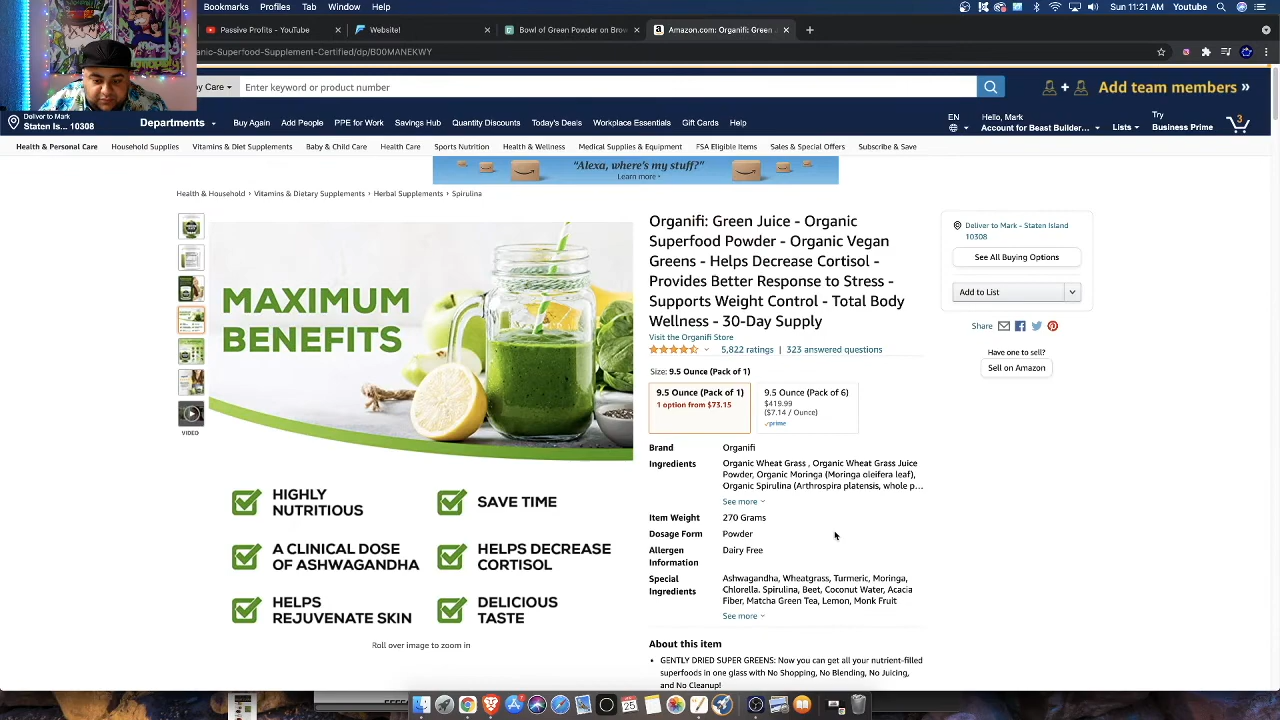 Bookmarks Profiles Tab Window Help
Sun 11:21 AM Youtube
Passive Profits - YouTube
Website!
Bowl of Green Powder on Brow
Amazon.com: Organifi: Green J
anic-Superfood-Supplement-Certified/dp/B00MANEKWY
y Care
Enter keyword or product number
Add team members »
Deliver to Mark
Staten Is... 10308
Departments
Buy Again Add People PPE for Work Savings Hub Quantity Discounts Today's Deals Workplace Essentials Gift Cards Help
EN
Hello, Mark
Account for Beast Builder...
Lists
Try
Business Prime
3
Health & Personal Care Household Supplies Vitamins & Diet Supplements Baby & Child Care Health Care Sports Nutrition Health & Wellness Medical Supplies & Equipment FSA Eligible Items Sales & Special Offers Subscribe & Save
"Alexa, where's my stuff?"
Learn more
Health & Household › Vitamins & Dietary Supplements › Herbal Supplements › Spirulina
VIDEO
MAXIMUM
BENEFITS
HIGHLY
NUTRITIOUS
SAVE TIME
A CLINICAL DOSE
OF ASHWAGANDHA
HELPS DECREASE
CORTISOL
HELPS
REJUVENATE SKIN
DELICIOUS
TASTE
Roll over image to zoom in
Organifi: Green Juice - Organic
Superfood Powder - Organic Vegan
Greens - Helps Decrease Cortisol -
Provides Better Response to Stress -
Supports Weight Control - Total Body
Wellness - 30-Day Supply
Visit the Organifi Store
5,822 ratings | 323 answered questions
Size: 9.5 Ounce (Pack of 1)
9.5 Ounce (Pack of 1)
1 option from $73.15
9.5 Ounce (Pack of 6)
$419.99
($7.14 / Ounce)
prime
Brand Organifi
Ingredients Organic Wheat Grass , Organic Wheat Grass Juice
Powder, Organic Moringa (Moringa oleifera leaf),
Organic Spirulina (Arthrospira platensis, whole p...
See more
Item Weight 270 Grams
Dosage Form Powder
Allergen Dairy Free
Information
Special Ashwagandha, Wheatgrass, Turmeric, Moringa,
Ingredients Chlorella, Spirulina, Beet, Coconut Water, Acacia
Fiber, Matcha Green Tea, Lemon, Monk Fruit
See more
About this item
• GENTLY DRIED SUPER GREENS: Now you can get all your nutrient-filled
superfoods in one glass with No Shopping, No Blending, No Juicing,
and No Cleanup!
Deliver to Mark - Staten Island
10308
See All Buying Options
Add to List
Share
Have one to sell?
Sell on Amazon
25